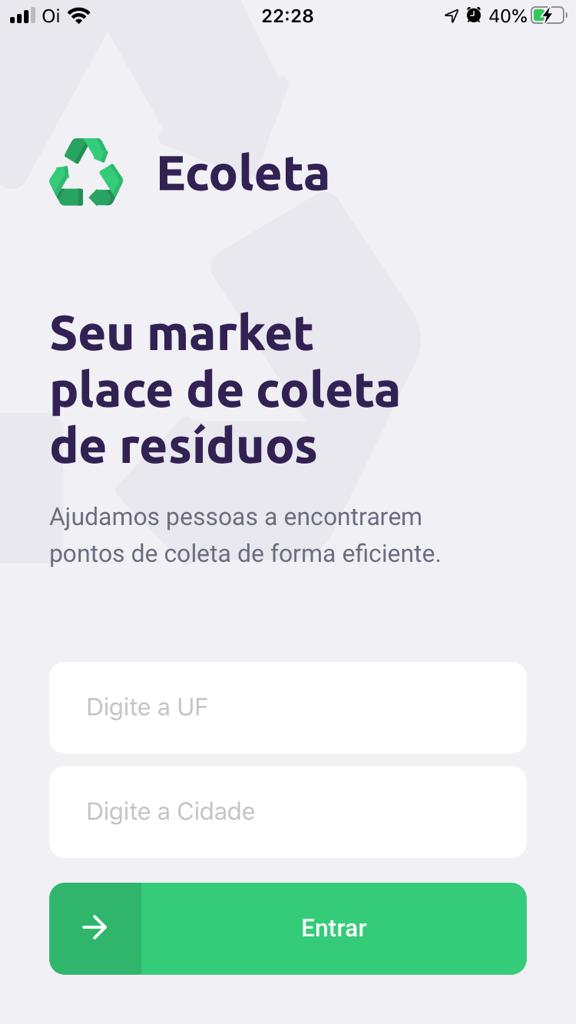 Oi 22:28 40%
Ecoleta
Seu market
place de coleta
de resíduos
Ajudamos pessoas a encontrarem
pontos de coleta de forma eficiente.
Digite a UF
Digite a Cidade
Entrar